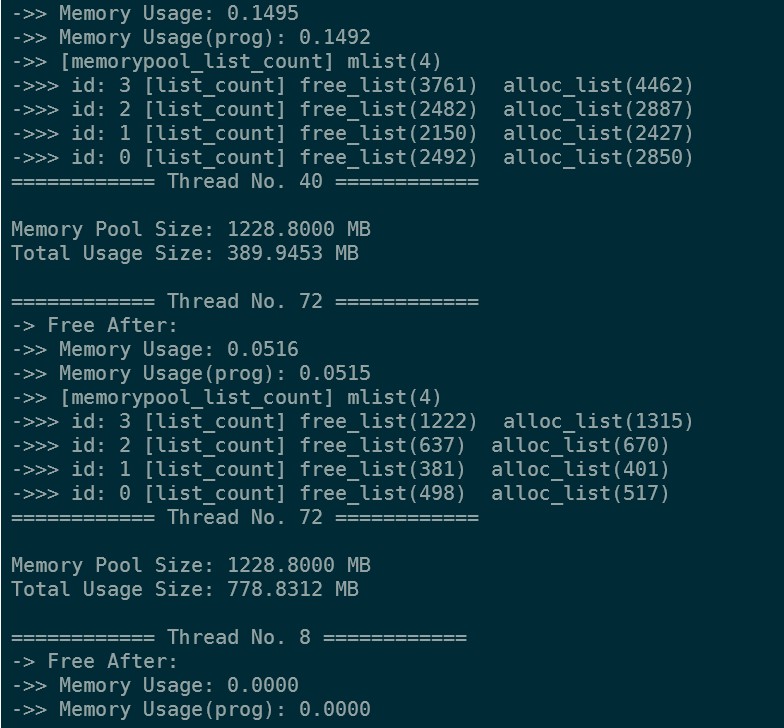 ->> Memory Usage: 0.1495
->> Memory Usage(prog): 0.1492
->> [memorypool_list_count] mlist(4)
->>> id: 3 [list_count] free_list(3761)  alloc_list(4462)
->>> id: 2 [list_count] free_list(2482)  alloc_list(2887)
->>> id: 1 [list_count] free_list(2150)  alloc_list(2427)
->>> id: 0 [list_count] free_list(2492)  alloc_list(2850)
============ Thread No. 40 ============
Memory Pool Size: 1228.8000 MB
Total Usage Size: 389.9453 MB
============ Thread No. 72 ============
-> Free After:
->> Memory Usage: 0.0516
->> Memory Usage(prog): 0.0515
->> [memorypool_list_count] mlist(4)
->>> id: 3 [list_count] free_list(1222)  alloc_list(1315)
->>> id: 2 [list_count] free_list(637)  alloc_list(670)
->>> id: 1 [list_count] free_list(381)  alloc_list(401)
->>> id: 0 [list_count] free_list(498)  alloc_list(517)
============ Thread No. 72 ============
Memory Pool Size: 1228.8000 MB
Total Usage Size: 778.8312 MB
============ Thread No. 8 ============
-> Free After:
->> Memory Usage: 0.0000
->> Memory Usage(prog): 0.0000